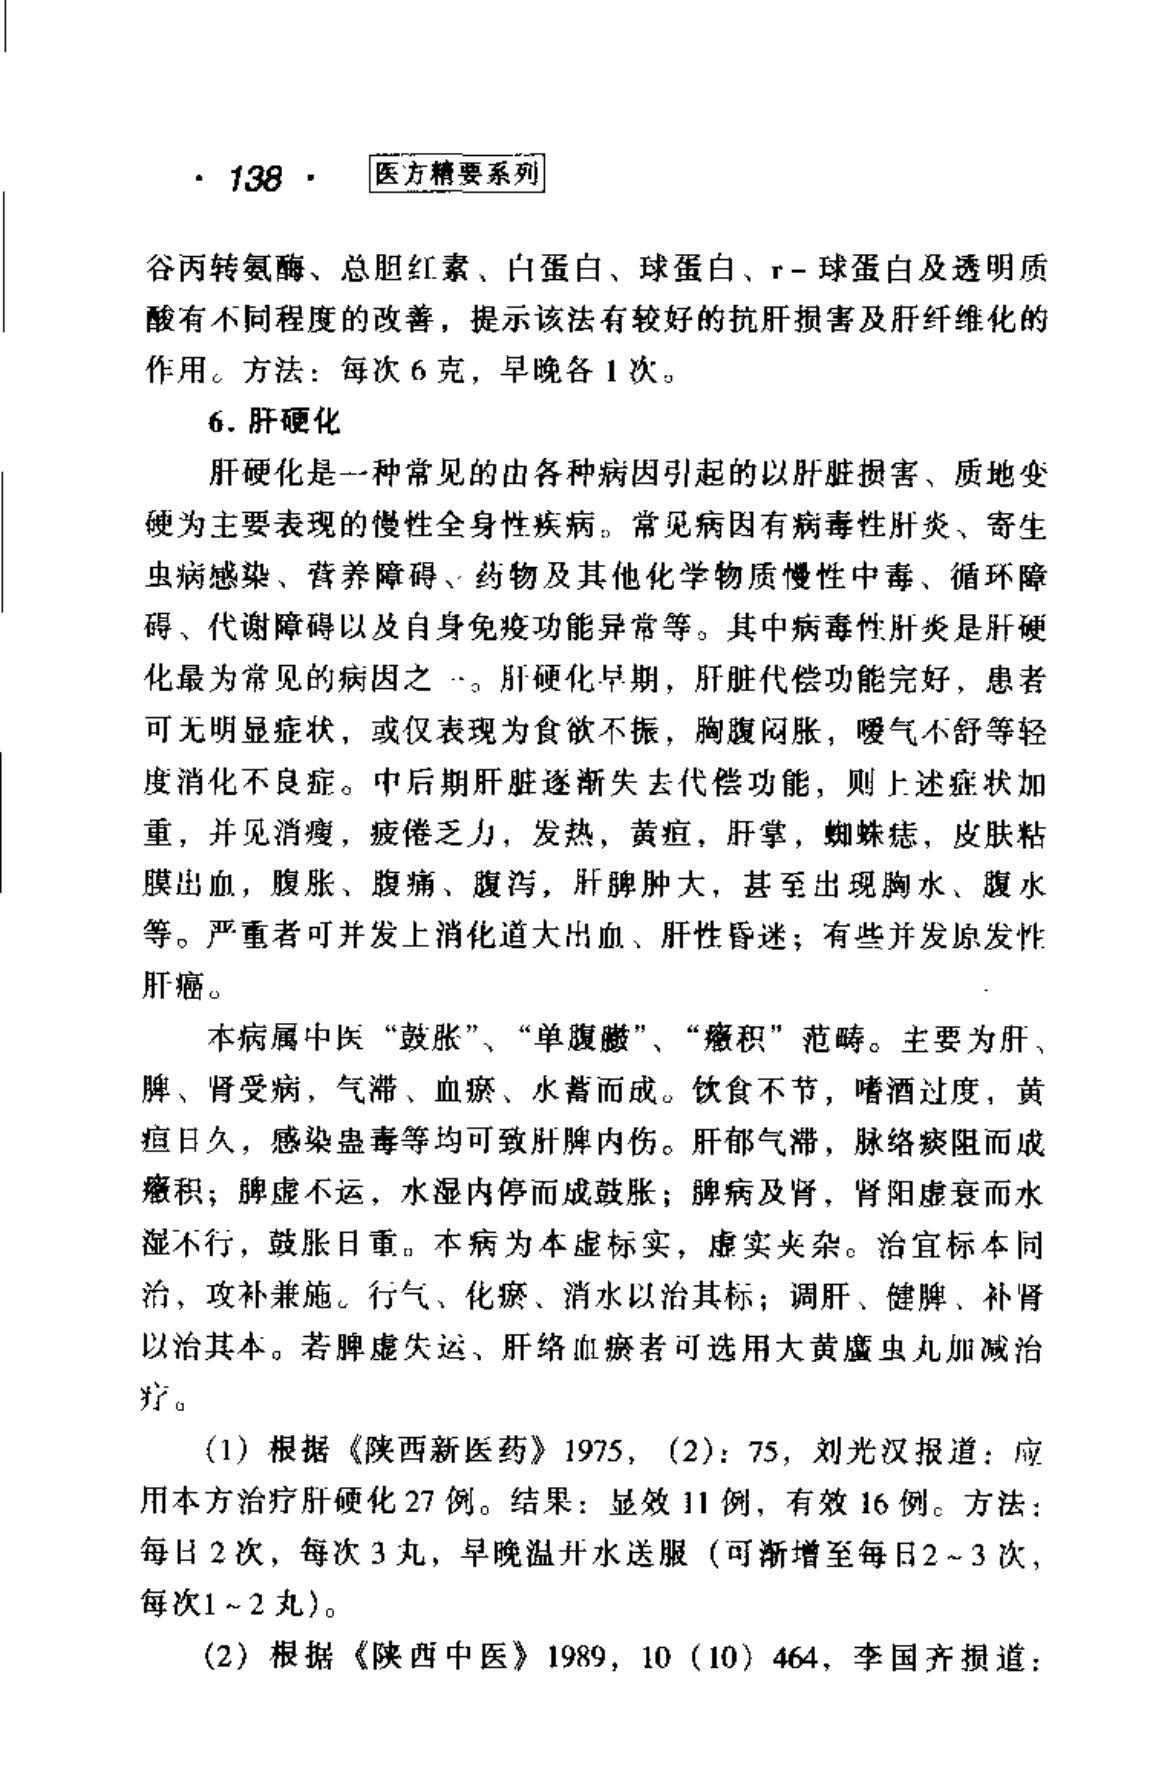 · 138 · 医方精要系列
谷丙转氨酶、总胆红素、白蛋白、球蛋白、r－球蛋白及透明质
酸有不同程度的改善，提示该法有较好的抗肝损害及肝纤维化的
作用。方法：每次 6 克，早晚各 1 次。
6. 肝硬化
肝硬化是一种常见的由各种病因引起的以肝脏损害、质地变
硬为主要表现的慢性全身性疾病。常见病因有病毒性肝炎、寄生
虫病感染、营养障碍、药物及其他化学物质慢性中毒、循环障
碍、代谢障碍以及自身免疫功能异常等。其中病毒性肝炎是肝硬
化最为常见的病因之一。肝硬化早期，肝脏代偿功能完好，患者
可无明显症状，或仅表现为食欲不振，胸腹闷胀，嗳气不舒等轻
度消化不良症。中后期肝脏逐渐失去代偿功能，则上述症状加
重，并见消瘦，疲倦乏力，发热，黄疸，肝掌，蜘蛛痣，皮肤粘
膜出血，腹胀、腹痛、腹泻，肝脾肿大，甚至出现胸水、腹水
等。严重者可并发上消化道大出血、肝性昏迷；有些并发原发性
肝癌。
本病属中医“鼓胀”、“单腹臌”、“癥积”范畴。主要为肝、
脾、肾受病，气滞、血瘀、水蓄而成。饮食不节，嗜酒过度，黄
疸日久，感染蛊毒等均可致肝脾内伤。肝郁气滞，脉络瘀阻而成
癥积；脾虚不运，水湿内停而成鼓胀；脾病及肾，肾阳虚衰而水
湿不行，鼓胀日重。本病为本虚标实，虚实夹杂。治宜标本同
治，攻补兼施。行气、化瘀、消水以治其标；调肝、健脾、补肾
以治其本。若脾虚失运、肝络血瘀者可选用大黄䗪虫丸加减治
疗。
（1）根据《陕西新医药》1975，（2）：75，刘光汉报道：应
用本方治疗肝硬化 27 例。结果：显效 11 例，有效 16 例。方法：
每日 2 次，每次 3 丸，早晚温开水送服（可渐增至每日2～3 次，
每次1～2 丸）。
（2）根据《陕西中医》1989，10（10）464，李国齐报道：